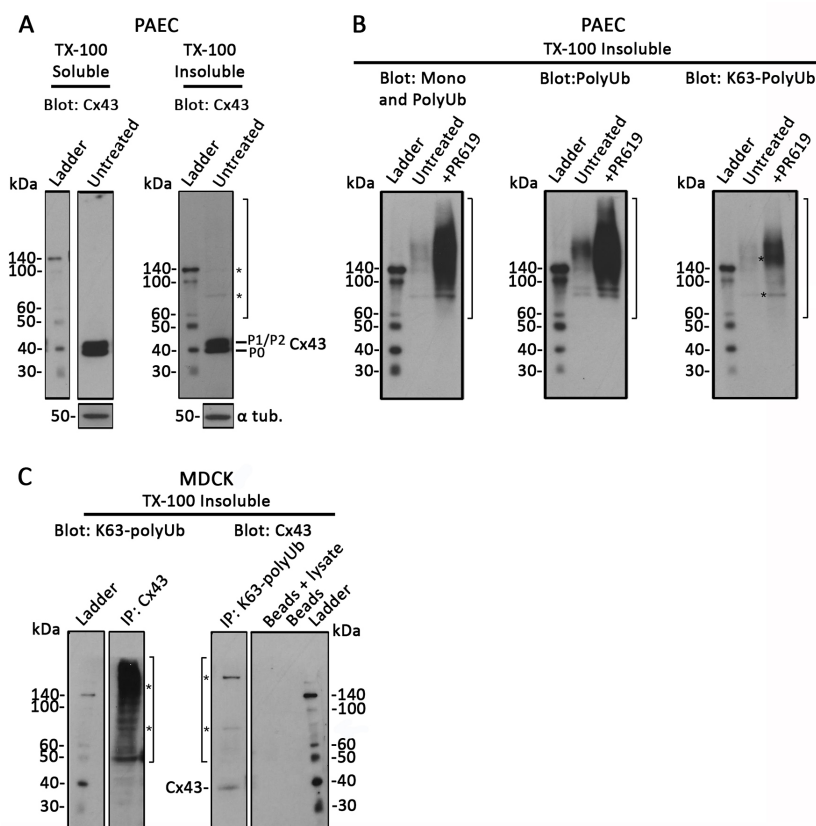 A
PAEC
TX-100
Soluble
TX-100
Insoluble
Blot: Cx43
Blot: Cx43
Ladder
Untreated
Ladder
Untreated
kDa
kDa
140-
100-
60-
50-
40-
30-
140-
100-
60-
50-
40-
30-
*
*
P1/P2
P0
Cx43
50-
50-
α tub.
B
PAEC
TX-100 Insoluble
Blot: Mono
and PolyUb
Blot:PolyUb
Blot: K63-PolyUb
Ladder
Untreated
+PR619
Ladder
Untreated
+PR619
Ladder
Untreated
+PR619
kDa
kDa
kDa
140-
100-
60-
50-
40-
30-
140-
100-
60-
50-
40-
30-
140-
100-
60-
50-
40-
30-
*
*
C
MDCK
TX-100 Insoluble
Blot: K63-polyUb
Blot: Cx43
Ladder
IP: Cx43
IP: K63-polyUb
Beads + lysate
Beads
Ladder
kDa
kDa
140-
100-
60-
50-
40-
30-
*
*
*
*
Cx43-
-140
-100
-60
-50
-40
-30